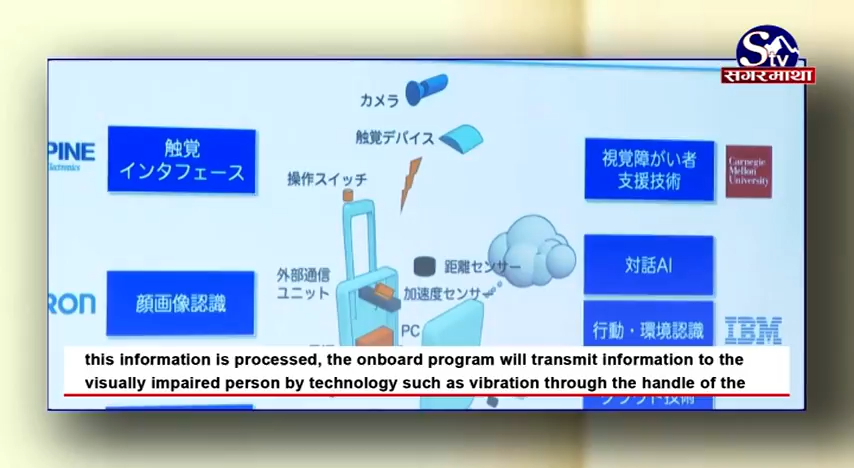 Stv
सगरमाथा
カメラ
触覚デバイス
操作スイッチ
PINE
Electronics
触覚
インタフェース
視覚障がい者
支援技術
Carnegie
Mellon
University
距離センサー
対話AI
外部通信
ユニット
加速度センサー
RON
顔画像認識
PC
行動・環境認識
IBM
this information is processed, the onboard program will transmit information to the
visually impaired person by technology such as vibration through the handle of the